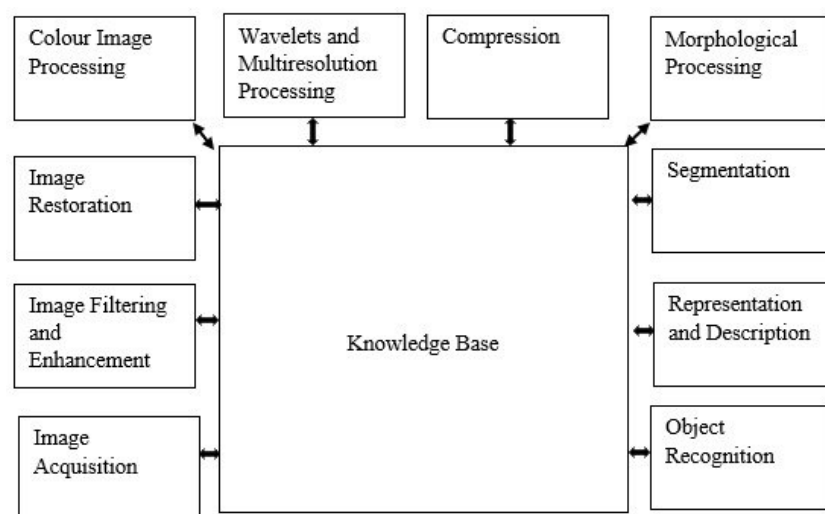 Colour Image
Processing
Wavelets and
Multiresolution
Processing
Compression
Morphological
Processing
Image
Restoration
Segmentation
Image Filtering
and
Enhancement
Knowledge Base
Representation
and Description
Image
Acquisition
Object
Recognition